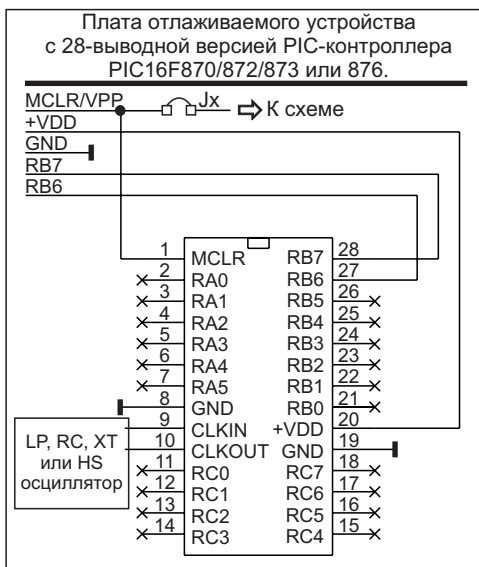 Плата отлаживаемого устройства
с 28-выводной версией PIC-контроллера
PIC16F870/872/873 или 876.
MCLR/VPP Jx К схеме
+VDD
GND
RB7
RB6
1 MCLR RB7 28
2 RA0 RB6 27
3 RA1 RB5 26
4 RA2 RB4 25
5 RA3 RB3 24
6 RA4 RB2 23
7 RA5 RB1 22
8 GND RB0 21
9 CLKIN +VDD 20
10 CLKOUT GND 19
11 RC0 RC7 18
12 RC1 RC6 17
13 RC2 RC5 16
14 RC3 RC4 15
LP, RC, XT
или HS
осциллятор